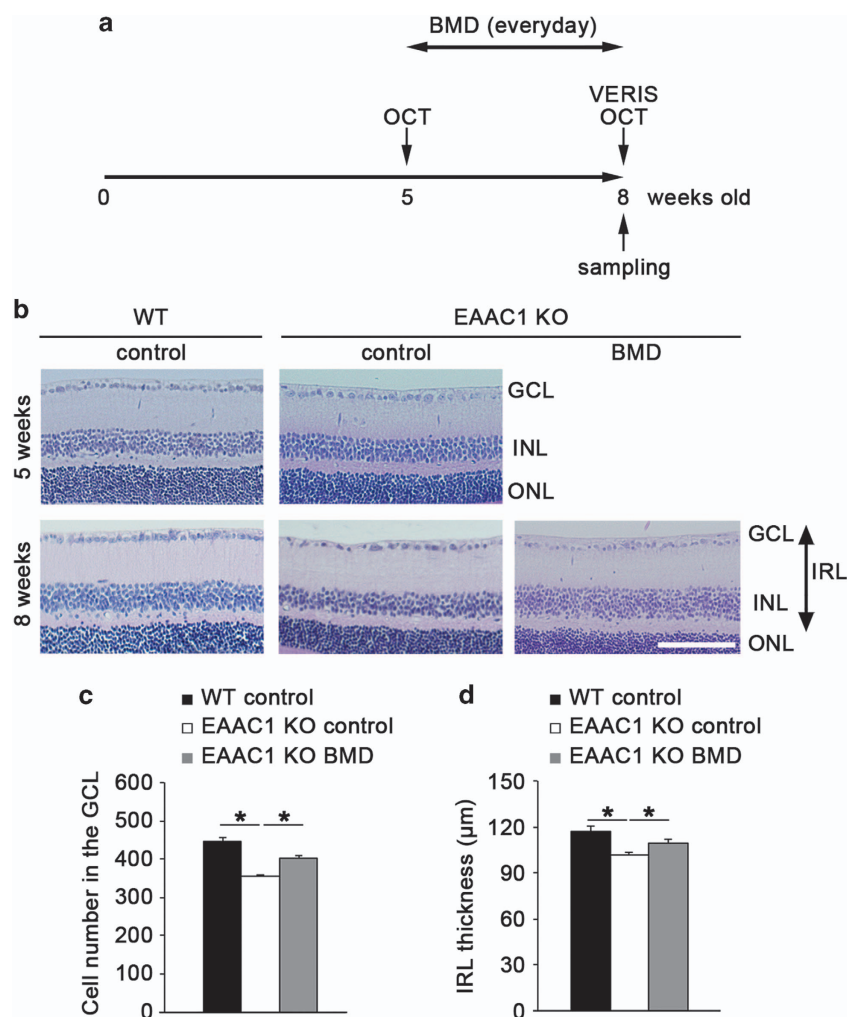 a
BMD (everyday)
OCT
VERIS
OCT
0
5
8
weeks old
sampling
b
WT
EAAC1 KO
control
control
BMD
5 weeks
GCL
INL
ONL
8 weeks
GCL
INL
ONL
IRL
c
WT control
EAAC1 KO control
EAAC1 KO BMD
Cell number in the GCL
600
500
400
300
200
100
0
*
*
d
WT control
EAAC1 KO control
EAAC1 KO BMD
IRL thickness (µm)
150
120
90
60
30
0
*
*